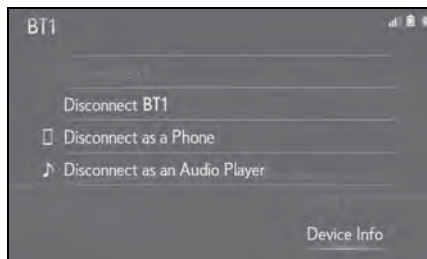 BT1
Disconnect BT1
Disconnect as a Phone
Disconnect as an Audio Player
Device Info